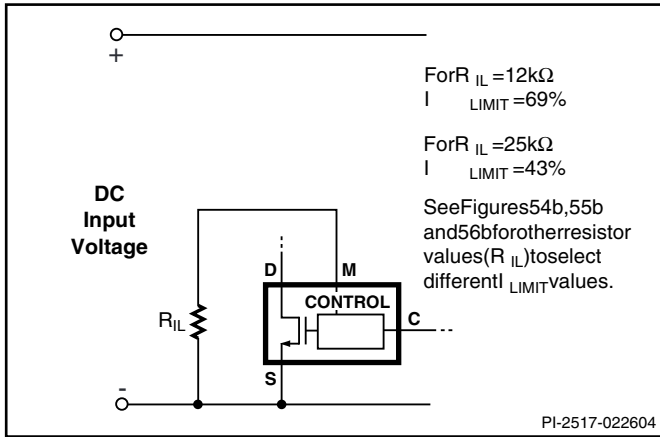 +
ForR IL =12kΩ
I LIMIT =69%
ForR IL =25kΩ
I LIMIT =43%
SeeFigures54b,55b
and56bforotherresistor
values(R IL)toselect
differentI LIMITvalues.
DC
Input
Voltage
D M
CONTROL
C
RIL
S
-
PI-2517-022604